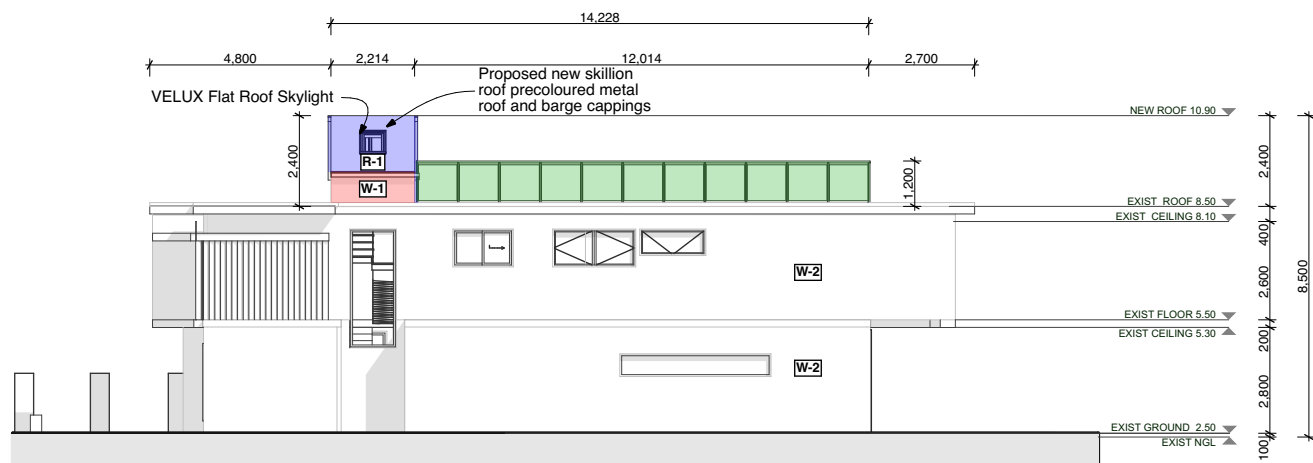 14,228
4,800
2,214
12,014
2,700
Proposed new skillion
roof precoloured metal
roof and barge cappings
VELUX Flat Roof Skylight
NEW ROOF 10.90
2,400
R-1
W-1
1,200
2,400
EXIST ROOF 8.50
EXIST CEILING 8.10
400
W-2
2,600
8,500
EXIST FLOOR 5.50
EXIST CEILING 5.30
200
W-2
2,800
EXIST GROUND 2.50
EXIST NGL
100